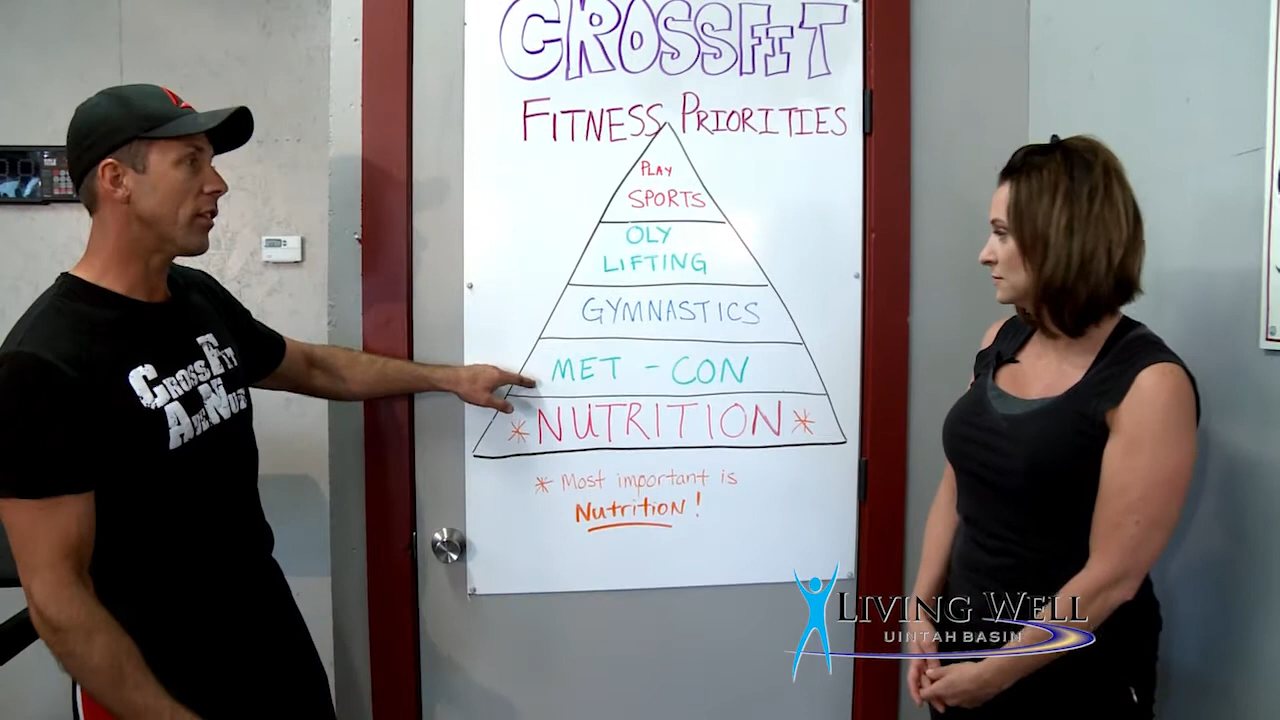 CROSSFIT
FITNESS PRIORITIES
PLAY
SPORTS
OLY
LIFTING
GYMNASTICS
MET - CON
* NUTRITION *
* Most important is
Nutrition!
CROSSFIT
LIVING WELL
UINTAH BASIN